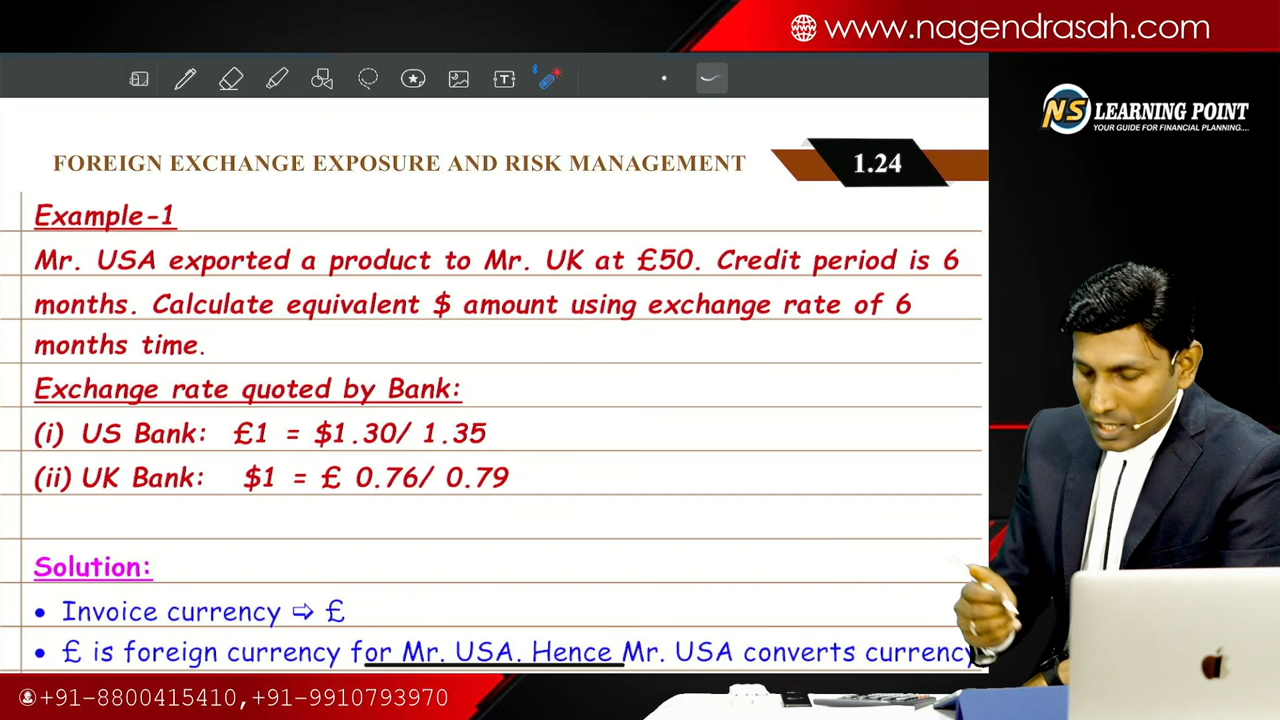 www.nagendrasah.com
NS LEARNING POINT
YOUR GUIDE FOR FINANCIAL PLANNING....
FOREIGN EXCHANGE EXPOSURE AND RISK MANAGEMENT 1.24
Example-1
Mr. USA exported a product to Mr. UK at £50. Credit period is 6
months. Calculate equivalent $ amount using exchange rate of 6
months time.
Exchange rate quoted by Bank:
(i) US Bank: £1 = $1.30/ 1.35
(ii) UK Bank: $1 = £ 0.76/ 0.79
Solution:
• Invoice currency ⇨ £
• £ is foreign currency for Mr. USA. Hence Mr. USA converts currency
+91-8800415410,+91-9910793970